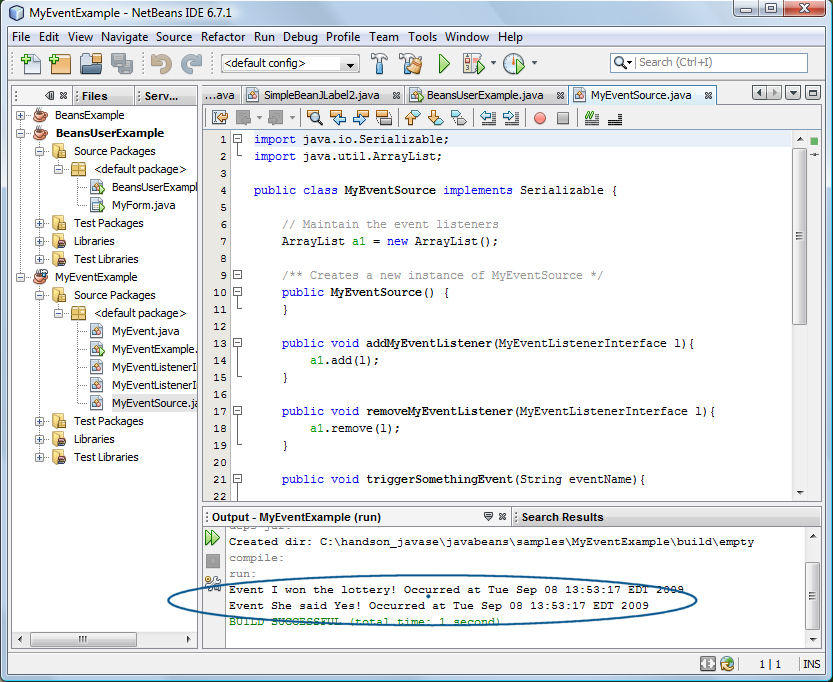 MyEventExample - NetBeans IDE 6.7.1
File Edit View Navigate Source Refactor Run Debug Profile Team Tools Window Help
<default config>
Search (Ctrl+I)
Files
Serv...
...ava
SimpleBeanJLabel2.java
BeansUserExample.java
MyEventSource.java
BeansExample
BeansUserExample
Source Packages
<default package>
BeansUserExampl
MyForm.java
Test Packages
Libraries
Test Libraries
MyEventExample
Source Packages
<default package>
MyEvent.java
MyEventExample.
MyEventListenerI
MyEventListenerI
MyEventSource.ja
Test Packages
Libraries
Test Libraries
1 import java.io.Serializable;
2 import java.util.ArrayList;
3
4 public class MyEventSource implements Serializable {
5
6 // Maintain the event listeners
7 ArrayList a1 = new ArrayList();
8
9 /** Creates a new instance of MyEventSource */
10 public MyEventSource() {
11 }
12
13 public void addMyEventListener(MyEventListenerInterface l){
14 a1.add(l);
15 }
16
17 public void removeMyEventListener(MyEventListenerInterface l){
18 a1.remove(l);
19 }
20
21 public void triggerSomethingEvent(String eventName){
22
Output - MyEventExample (run)
Search Results
deps-jar:
Created dir: C:\handson_javase\javabeans\samples\MyEventExample\build\empty
compile:
run:
Event I won the lottery! Occurred at Tue Sep 08 13:53:17 EDT 2009
Event She said Yes! Occurred at Tue Sep 08 13:53:17 EDT 2009
BUILD SUCCESSFUL (total time: 1 second)
1 | 1
INS